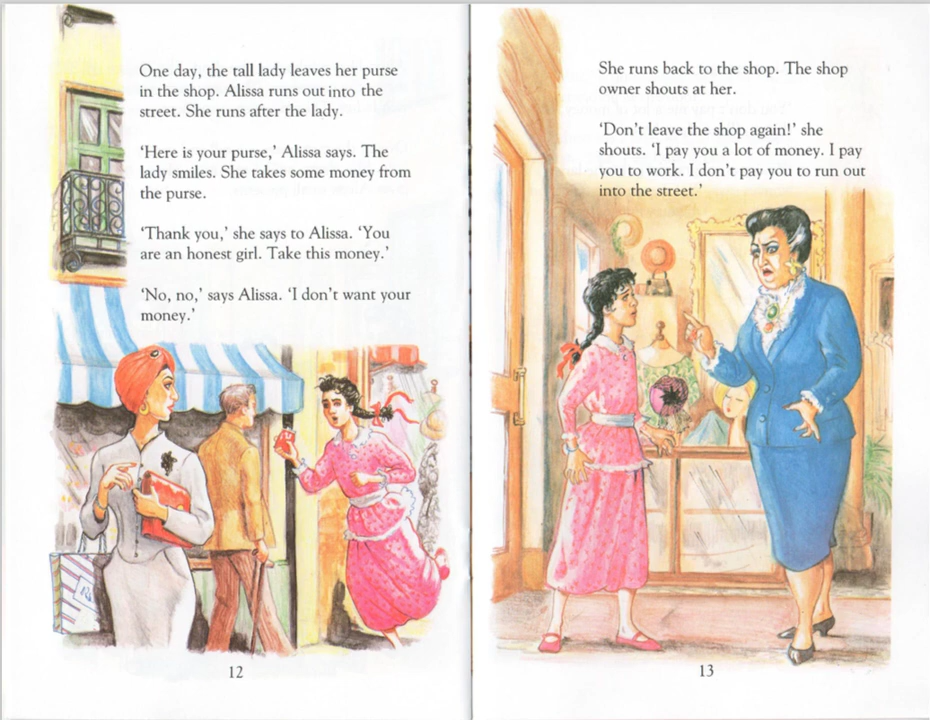 One day, the tall lady leaves her purse
in the shop. Alissa runs out into the
street. She runs after the lady.
‘Here is your purse,’ Alissa says. The
lady smiles. She takes some money from
the purse.
‘Thank you,’ she says to Alissa. ‘You
are an honest girl. Take this money.’
‘No, no,’ says Alissa. ‘I don’t want your
money.’
12
She runs back to the shop. The shop
owner shouts at her.
‘Don’t leave the shop again!’ she
shouts. ‘I pay you a lot of money. I pay
you to work. I don’t pay you to run out
into the street.’
13